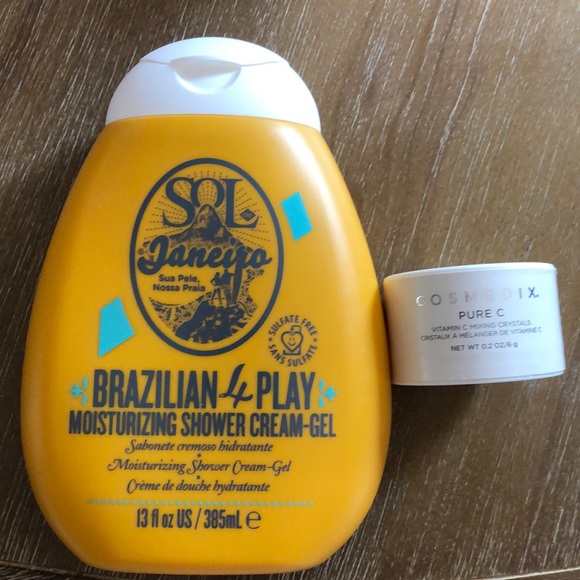 SOL DE
Janeiro
Sua Pele,
Nossa Praia
SULFATE FREE
SANS SULFATE
BRAZILIAN 4 PLAY
MOISTURIZING SHOWER CREAM-GEL
Sabonete cremoso hidratante
Moisturizing Shower Cream-Gel
Crème de douche hydratante
13 fl oz US / 385mL e
COSMEDIX
PURE C
VITAMIN C MIXING CRYSTALS
CRISTAUX À MÉLANGER DE VITAMINE C
NET WT 0.2 OZ/6 g